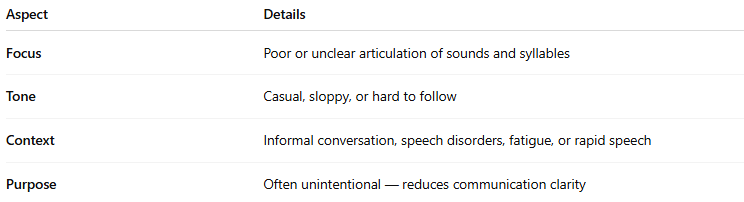 Aspect Details
Focus Poor or unclear articulation of sounds and syllables
Tone Casual, sloppy, or hard to follow
Context Informal conversation, speech disorders, fatigue, or rapid speech
Purpose Often unintentional — reduces communication clarity